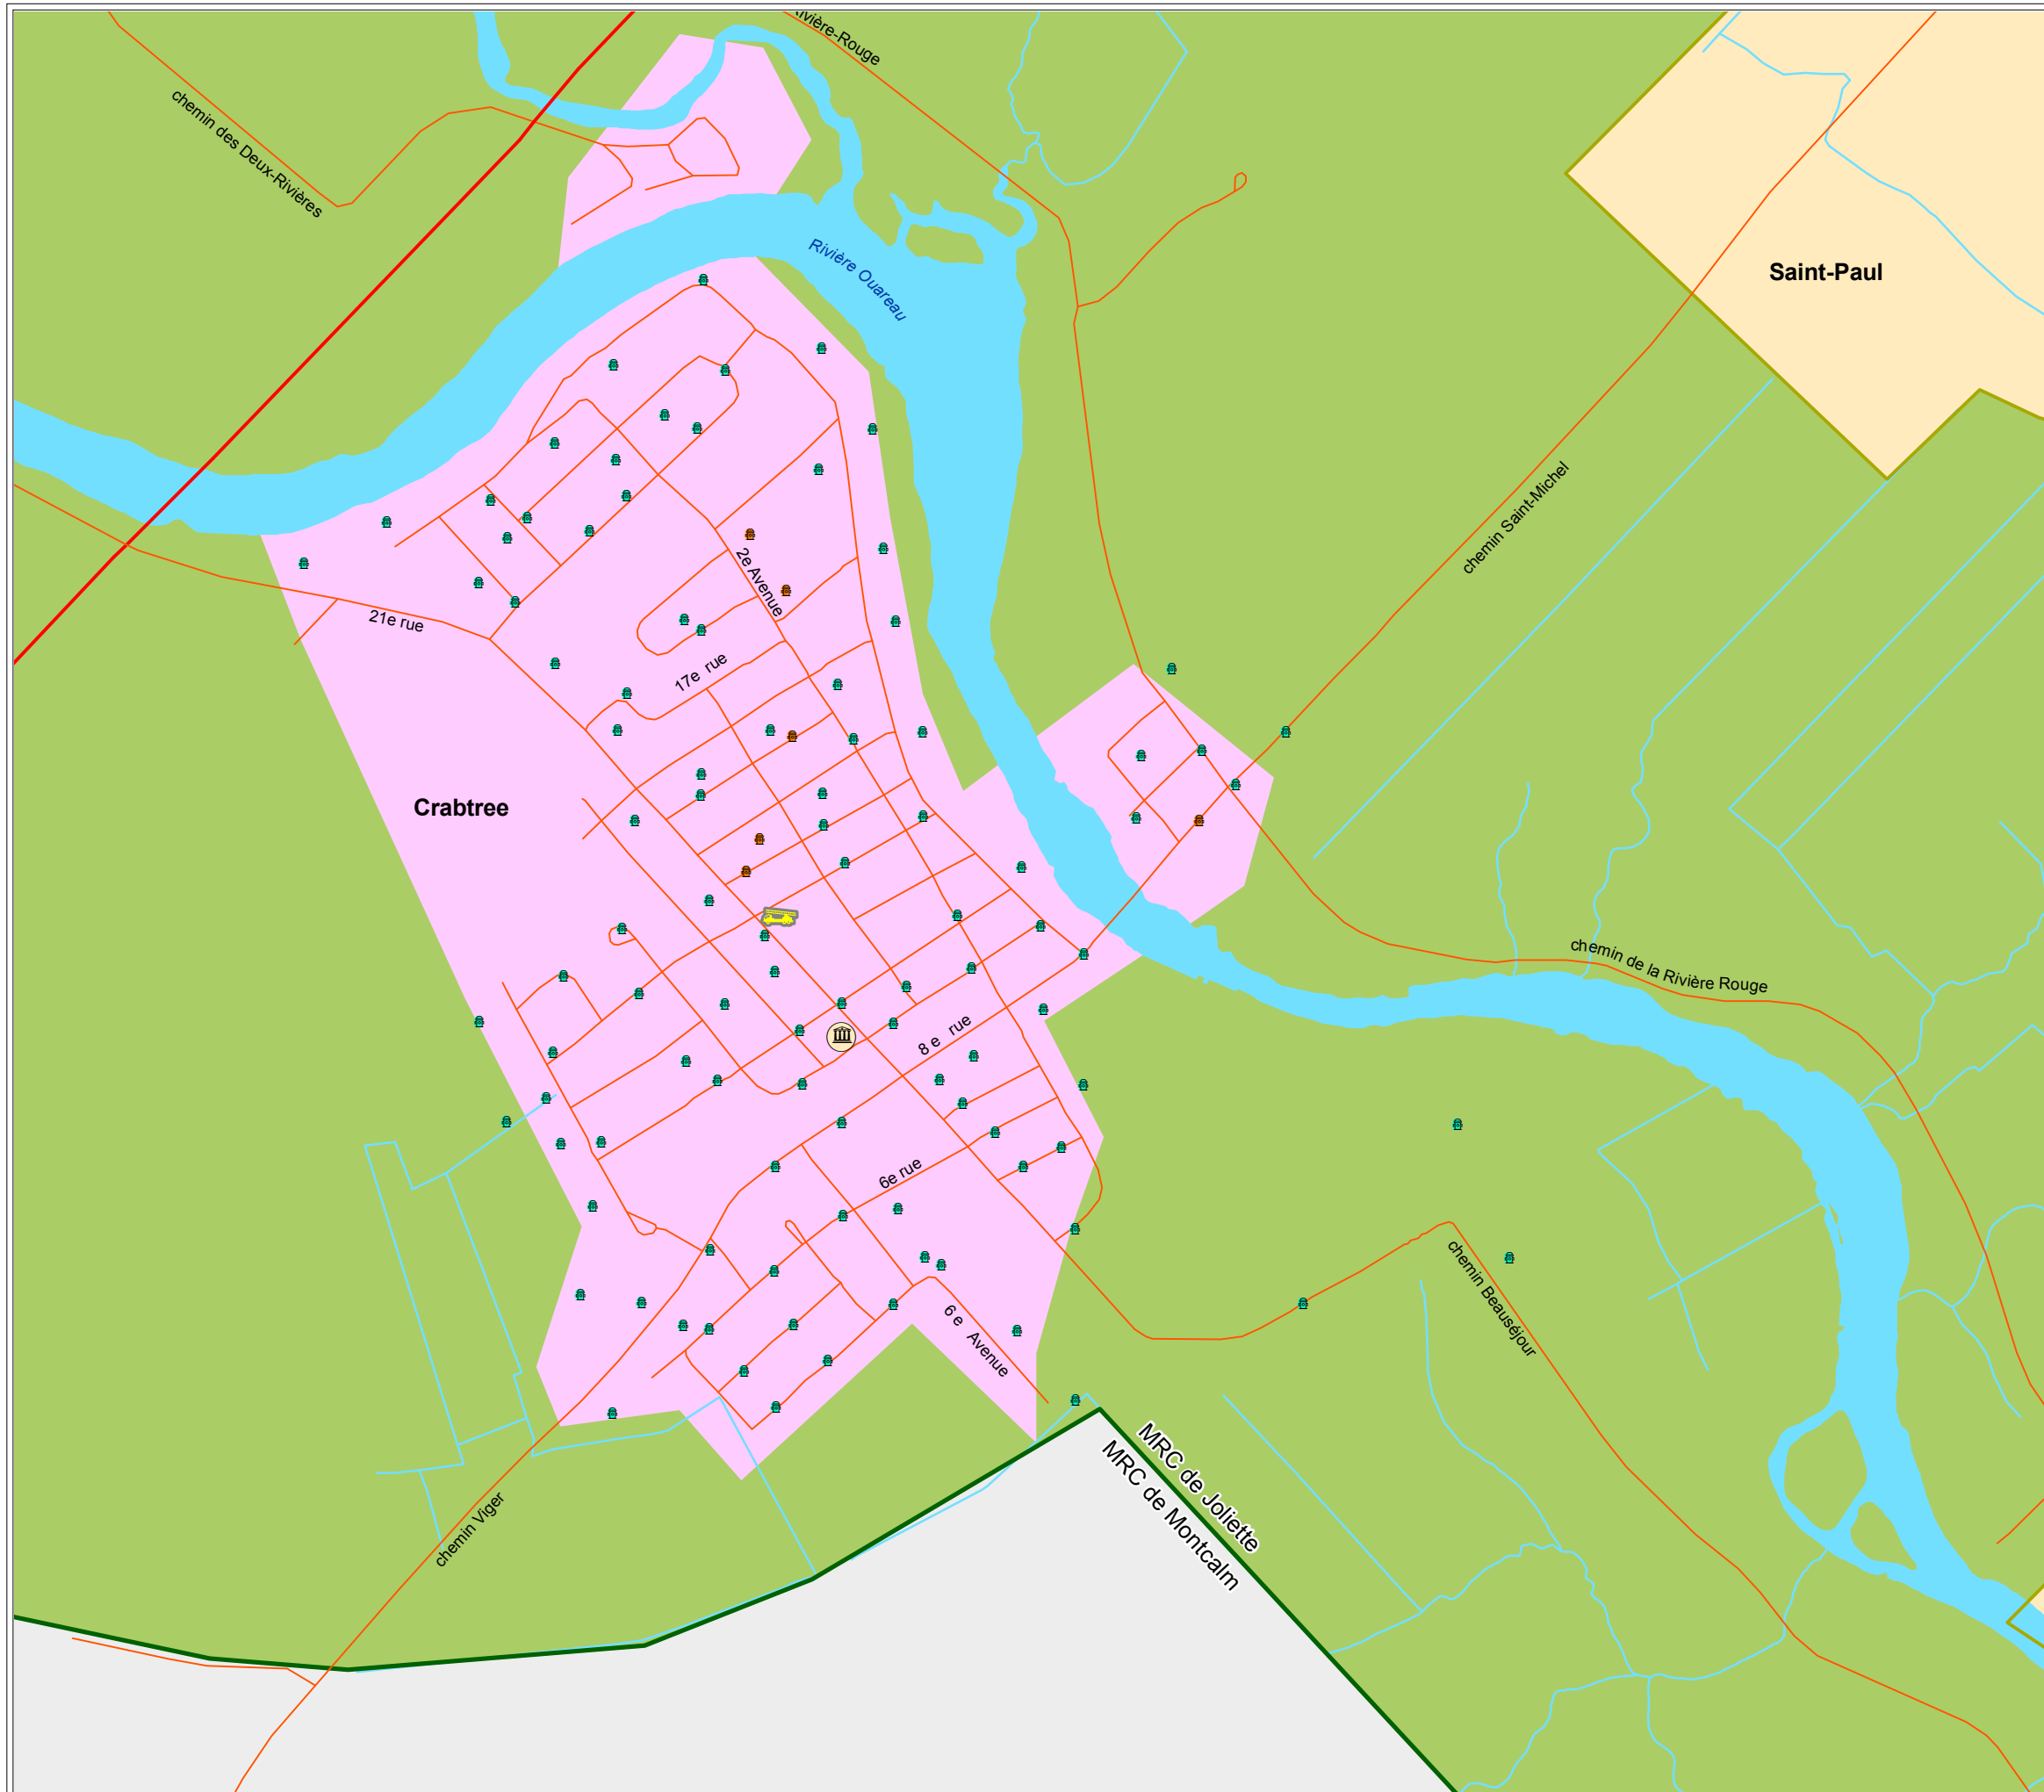 ivière-Rouge
chemin des Deux-Rivières
Rivière Ouareau
Saint-Paul
chemin Saint-Michel
2e Avenue
21e rue
17e rue
Crabtree
chemin de la Rivière Rouge
8 e rue
6e rue
chemin Beauséjour
6 e Avenue
MRC de Joliette
MRC de Montcalm
chemin Viger